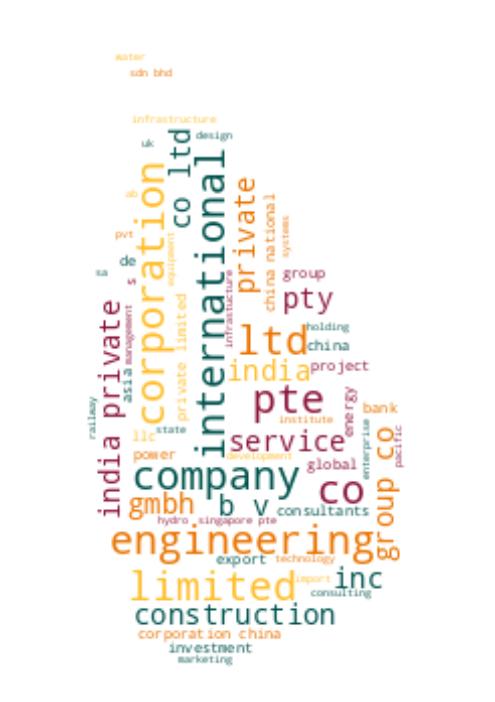 water
sdn bhd
infrastructure
uk
co ltd
design
international
corporation
private
ab
china national
systems
pvt
equipment
de
sa
s
group
infrastructure
pty
private limited
india private
management
asia
ltd
holding
china
india
project
pte
energy
railway
institute
bank
state
llc
service
enterprise
pacific
power
development
global
group co
company
co
gmbh
b v
consultants
hydro
singapore pte
engineering
export
technology
limited
import
inc
consulting
construction
corporation china
investment
marketing